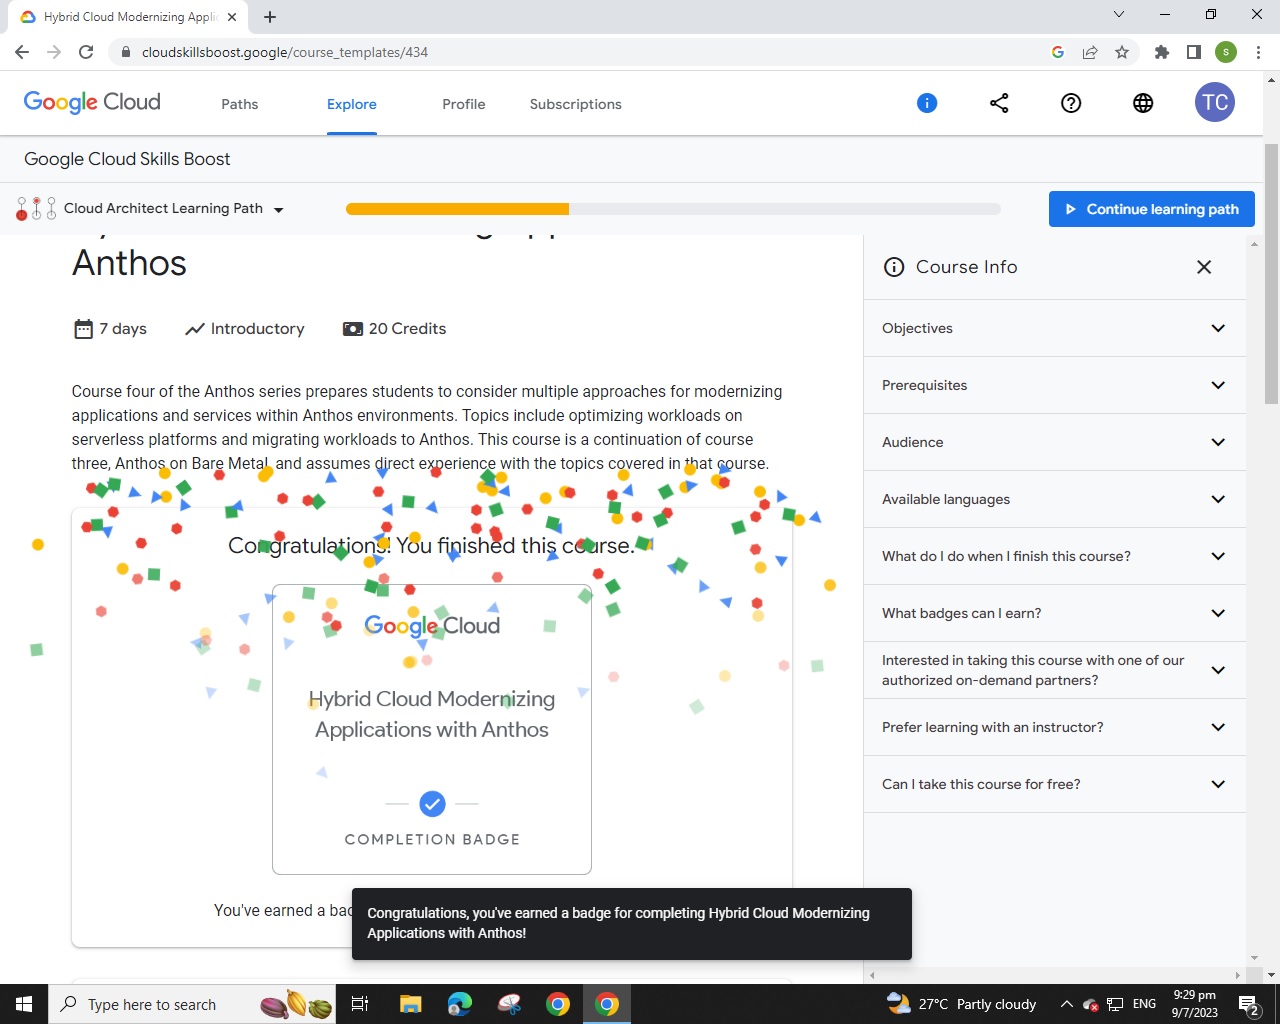 Hybrid Cloud Modernizing Applic
cloudskillsboost.google/course_templates/434
s
Google Cloud
Paths
Explore
Profile
Subscriptions
TC
Google Cloud Skills Boost
Cloud Architect Learning Path
Continue learning path
Anthos
7 days
Introductory
20 Credits
Course four of the Anthos series prepares students to consider multiple approaches for modernizing
applications and services within Anthos environments. Topics include optimizing workloads on
serverless platforms and migrating workloads to Anthos. This course is a continuation of course
three, Anthos on Bare Metal, and assumes direct experience with the topics covered in that course.
Congratulations! You finished this course.
Google Cloud
Hybrid Cloud Modernizing
Applications with Anthos
COMPLETION BADGE
You've earned a bad
Congratulations, you've earned a badge for completing Hybrid Cloud Modernizing
Applications with Anthos!
Course Info
Objectives
Prerequisites
Audience
Available languages
What do I do when I finish this course?
What badges can I earn?
Interested in taking this course with one of our
authorized on-demand partners?
Prefer learning with an instructor?
Can I take this course for free?
Type here to search
27°C Partly cloudy
ENG
9:29 pm
9/7/2023
2